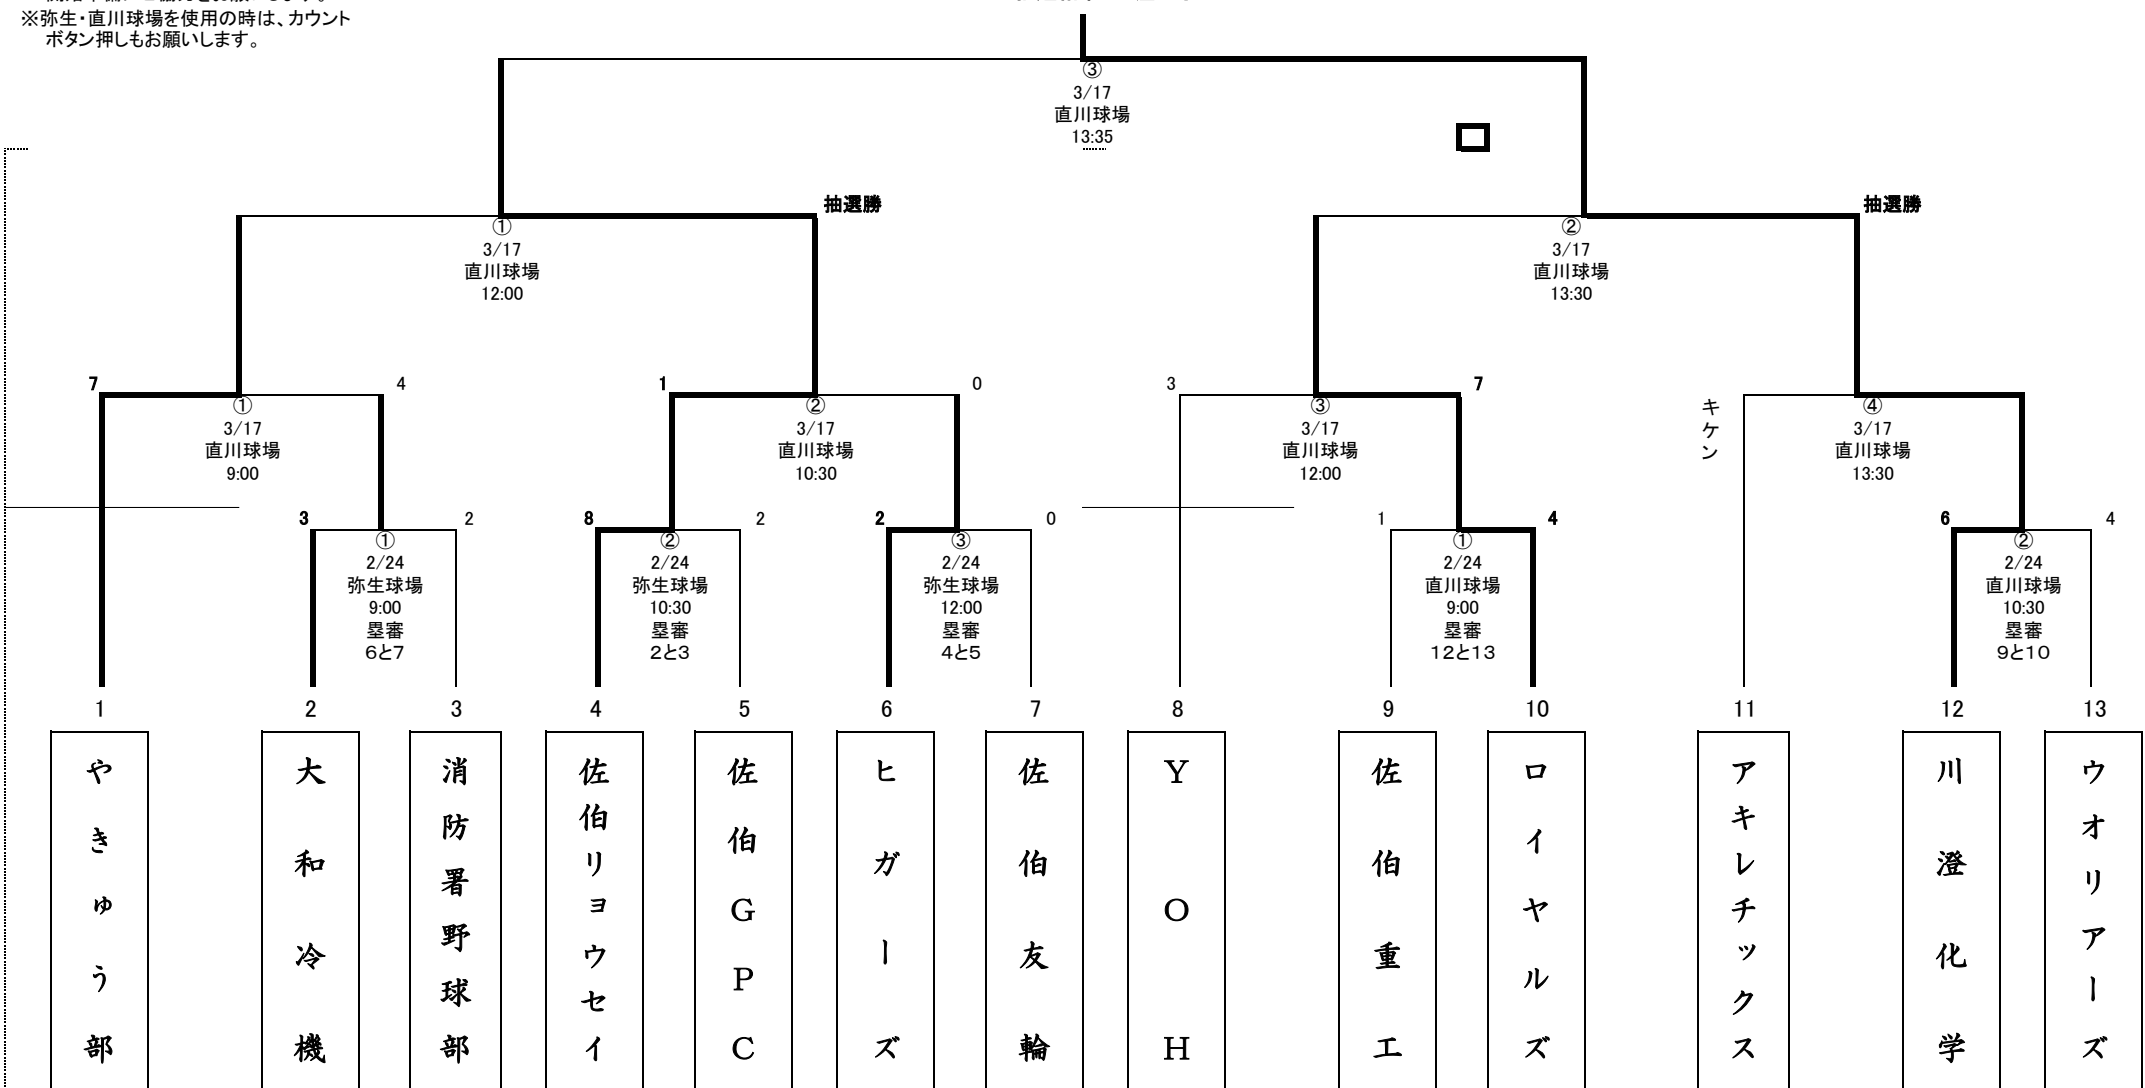 ※弥生・直川球場を使用の時は、カウント
ボタン押しもお願いします。
③
3/17
直川球場
13:35
抽選勝
抽選勝
①
3/17
直川球場
12:00
②
3/17
直川球場
13:30
7
4
1
0
3
7
①
3/17
直川球場
9:00
②
3/17
直川球場
10:30
③
3/17
直川球場
12:00
キケン
④
3/17
直川球場
13:30
3
2
8
2
2
0
1
4
6
4
①
2/24
弥生球場
9:00
塁審
6と7
②
2/24
弥生球場
10:30
塁審
2と3
③
2/24
弥生球場
12:00
塁審
4と5
①
2/24
直川球場
9:00
塁審
12と13
②
2/24
直川球場
10:30
塁審
9と10
1
2
3
4
5
6
7
8
9
10
11
12
13
やきゅう部
大和冷機
消防署野球部
佐伯リョウセイ
佐伯GPC
ヒガーズ
佐伯友輪
YOH
佐伯重工
ロイヤルズ
アキレチックス
川澄化学
ウオリアーズ